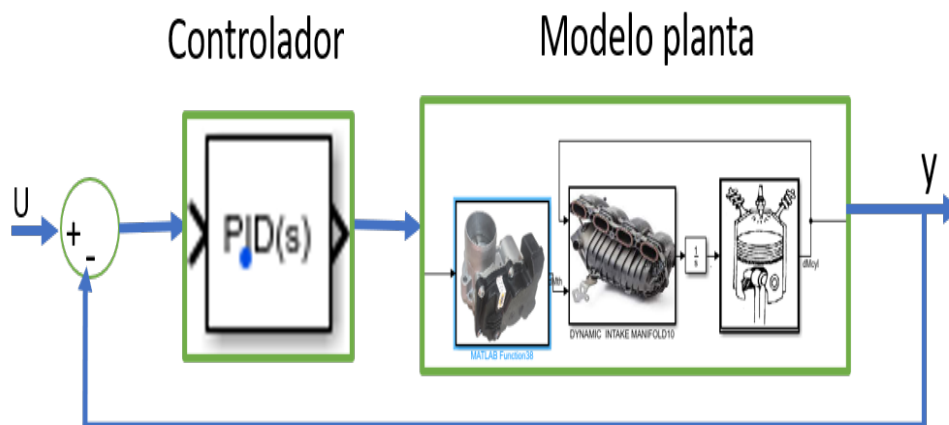 Controlador
Modelo planta
U
+
-
PID(s)
MATLAB Function38
DYNAMIC INTAKE MANIFOLD10
1
s
dMcyl
y